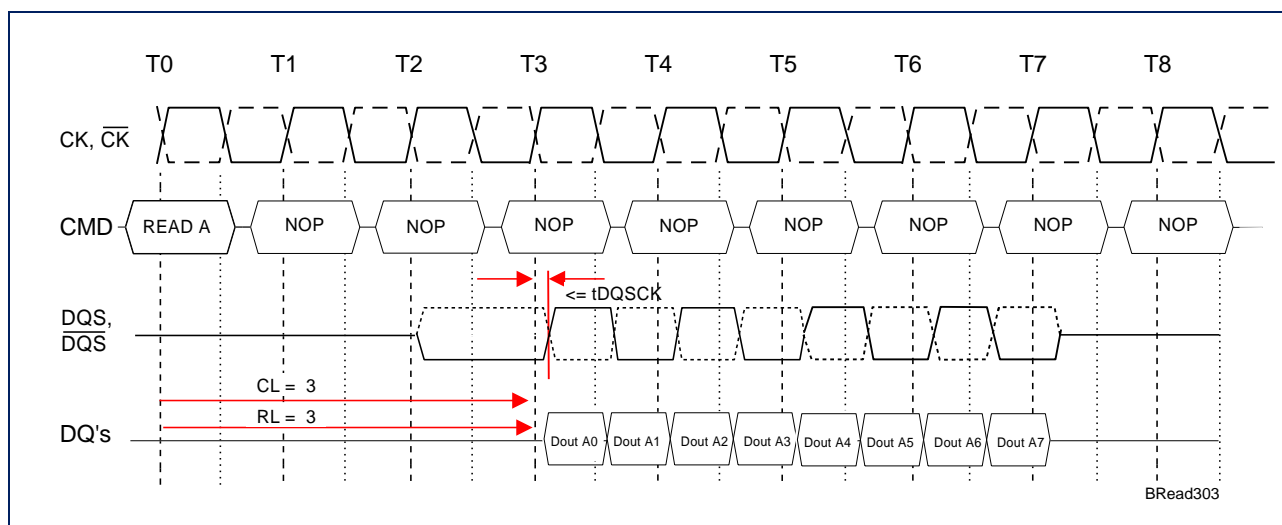 T0 T1 T2 T3 T4 T5 T6 T7 T8
CK, CK
CMD READ A NOP NOP NOP NOP NOP NOP NOP NOP
<= tDQSCK
DQS,
DQS
CL = 3
RL = 3
DQ's Dout A0 Dout A1 Dout A2 Dout A3 Dout A4 Dout A5 Dout A6 Dout A7
BRead303